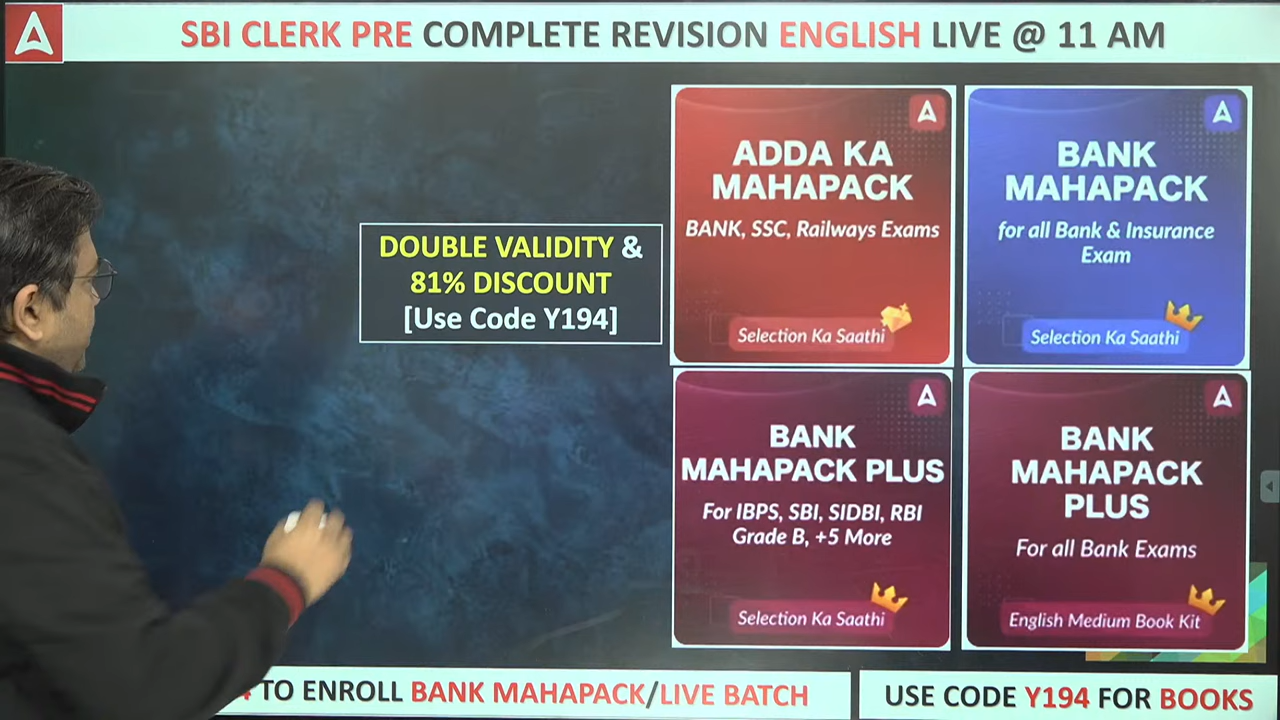 SBI CLERK PRE COMPLETE REVISION ENGLISH LIVE @ 11 AM
DOUBLE VALIDITY &
81% DISCOUNT
[Use Code Y194]
ADDA KA
MAHAPACK
BANK, SSC, Railways Exams
Selection Ka Saathi
BANK
MAHAPACK
for all Bank & Insurance
Exam
Selection Ka Saathi
BANK
MAHAPACK PLUS
For IBPS, SBI, SIDBI, RBI
Grade B, +5 More
Selection Ka Saathi
BANK
MAHAPACK
PLUS
For all Bank Exams
English Medium Book Kit
TO ENROLL BANK MAHAPACK/LIVE BATCH
USE CODE Y194 FOR BOOKS